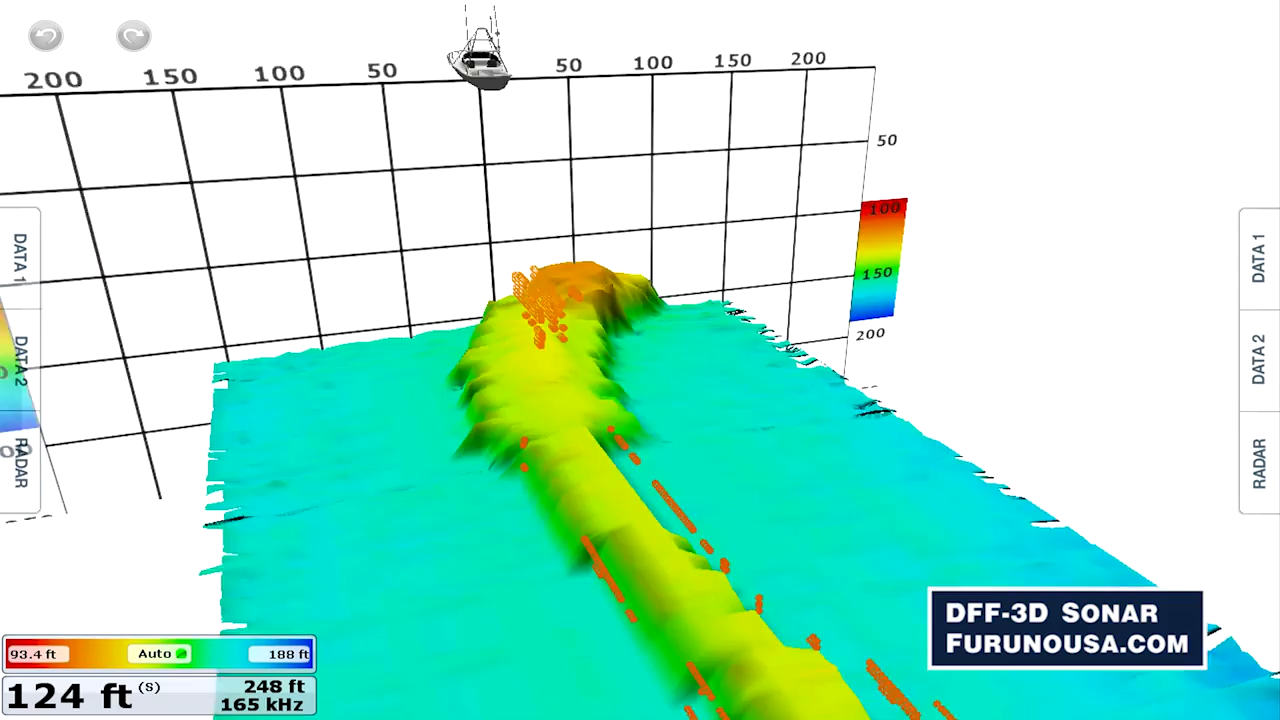 200 150 100 50 50 100 150 200
50
100
150
200
DATA 1
DATA 2
RADAR
DATA 1
DATA 2
RADAR
DFF-3D SONAR
FURUNOUSA.COM
93.4 ft Auto 188 ft
124 ft (S) 248 ft
165 kHz